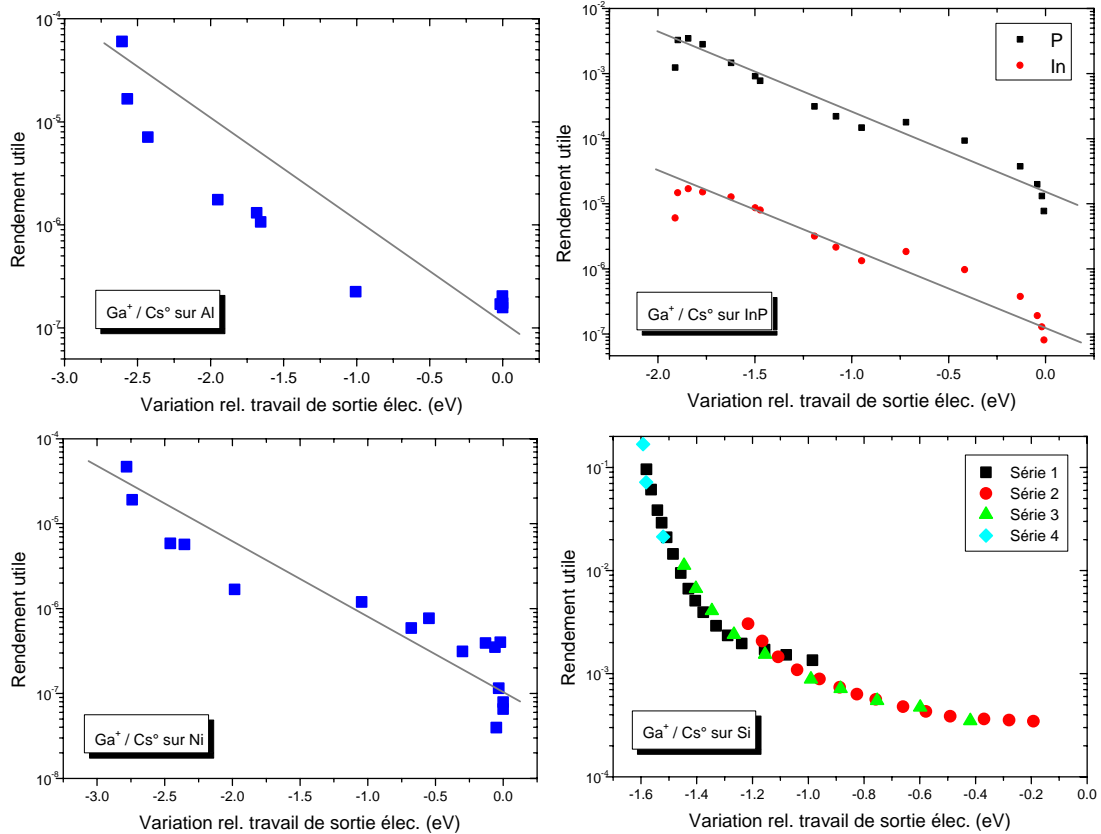 10⁻⁴
10⁻⁵
10⁻⁶
10⁻⁷
Rendement utile
Ga⁺ / Cs° sur Al
-3.0 -2.5 -2.0 -1.5 -1.0 -0.5 0.0
Variation rel. travail de sortie élec. (eV)
10⁻²
10⁻³
10⁻⁴
10⁻⁵
10⁻⁶
10⁻⁷
Rendement utile
P
In
Ga⁺ / Cs° sur InP
-2.0 -1.5 -1.0 -0.5 0.0
Variation rel. travail de sortie élec. (eV)
10⁻⁴
10⁻⁵
10⁻⁶
10⁻⁷
10⁻⁸
Rendement utile
Ga⁺ / Cs° sur Ni
-3.0 -2.5 -2.0 -1.5 -1.0 -0.5 0.0
Variation rel. travail de sortie élec. (eV)
10⁻¹
10⁻²
10⁻³
10⁻⁴
Rendement utile
Série 1
Série 2
Série 3
Série 4
Ga⁺ / Cs° sur Si
-1.6 -1.4 -1.2 -1.0 -0.8 -0.6 -0.4 -0.2 0.0
Variation rel. travail de sortie élec. (eV)